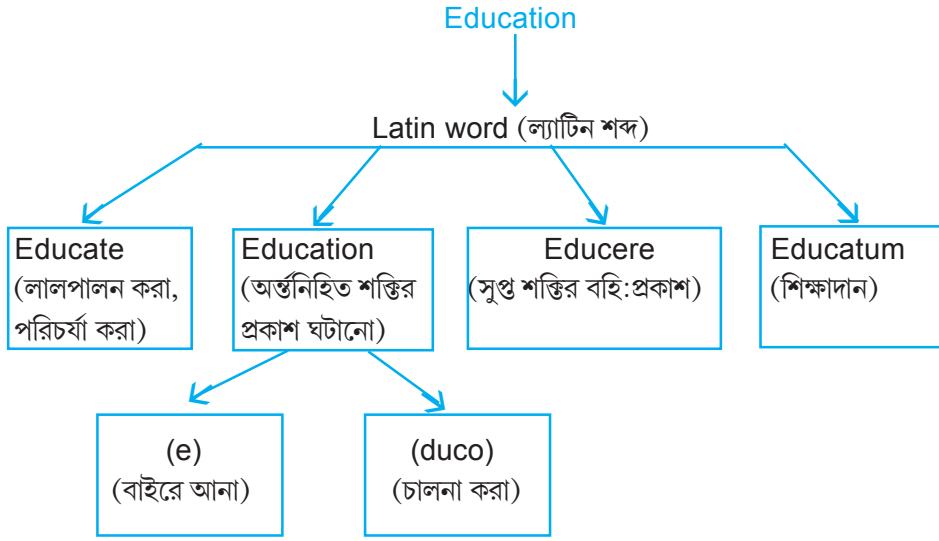 Education
Latin word (ল্যাটিন শব্দ)
Educate
(লালপালন করা,
পরিচর্যা করা)
Education
(অর্ন্তনিহিত শক্তির
প্রকাশ ঘটানো)
Educere
(সুপ্ত শক্তির বহি:প্রকাশ)
Educatum
(শিক্ষাদান)
(e)
(বাইরে আনা)
(duco)
(চালনা করা)